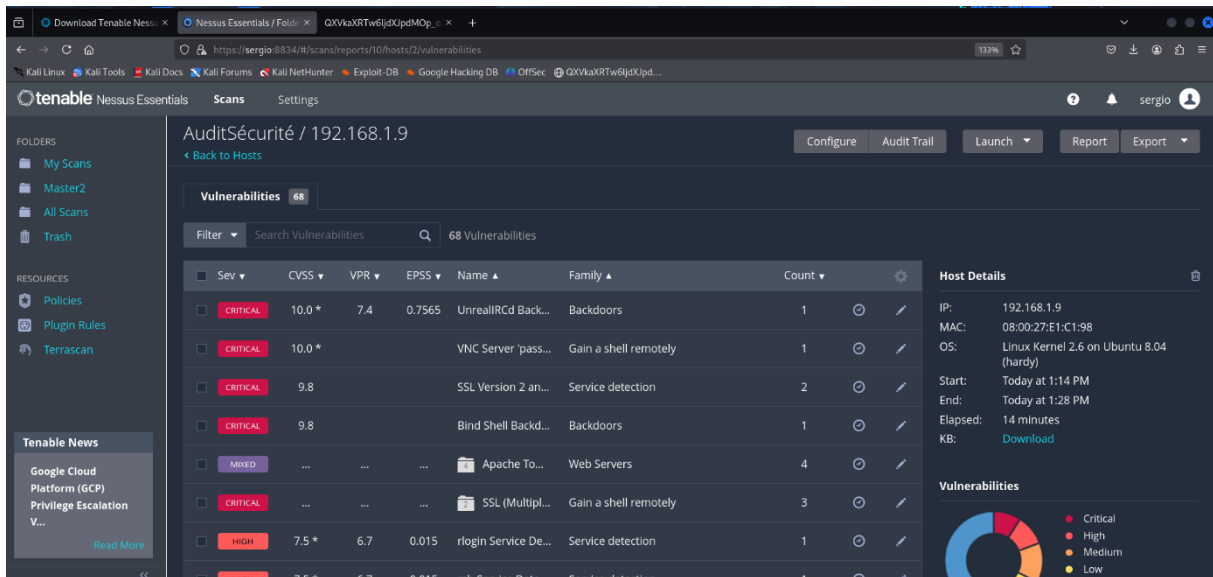 Download Tenable Nessu
Nessus Essentials / Folde
QXVkaXRTw6ljdXJpdMOp_
https://sergio:8834/#/scans/reports/10/hosts/2/vulnerabilities
133%
Kali Linux Kali Tools Kali Docs Kali Forums Kali NetHunter Exploit-DB Google Hacking DB OffSec QXVkaXRTw6ljdXJpd...
tenable Nessus Essentials Scans Settings sergio
FOLDERS
My Scans
Master2
All Scans
Trash
RESOURCES
Policies
Plugin Rules
Terrascan
Tenable News
Google Cloud
Platform (GCP)
Privilege Escalation
V...
Read More
AuditSécurité / 192.168.1.9
Back to Hosts
Configure Audit Trail Launch Report Export
Vulnerabilities 68
Filter Search Vulnerabilities 68 Vulnerabilities
Sev CVSS VPR EPSS Name Family Count
CRITICAL 10.0 * 7.4 0.7565 UnrealIRCd Back... Backdoors 1
CRITICAL 10.0 * VNC Server 'pass... Gain a shell remotely 1
CRITICAL 9.8 SSL Version 2 an... Service detection 2
CRITICAL 9.8 Bind Shell Backd... Backdoors 1
MIXED ... ... ... 4 Apache To... Web Servers 4
CRITICAL ... ... ... 2 SSL (Multipl... Gain a shell remotely 3
HIGH 7.5 * 6.7 0.015 rlogin Service De... Service detection 1
Host Details
IP: 192.168.1.9
MAC: 08:00:27:E1:C1:98
OS: Linux Kernel 2.6 on Ubuntu 8.04
(hardy)
Start: Today at 1:14 PM
End: Today at 1:28 PM
Elapsed: 14 minutes
KB: Download
Vulnerabilities
Critical
High
Medium
Low